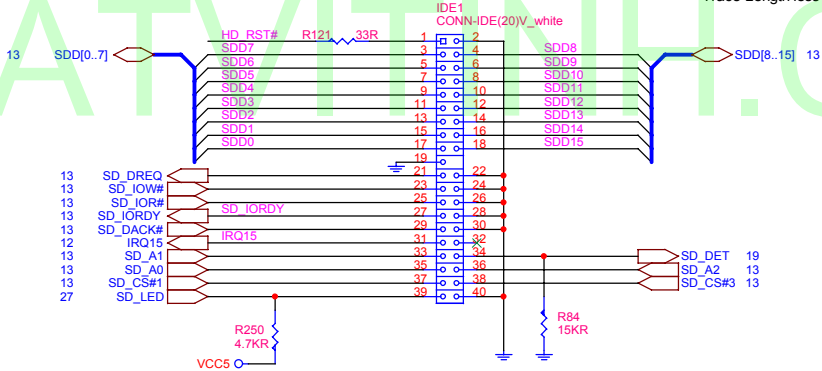 IDE1
CONN-IDE(20)V_white
HD_RST# R121 33R 1 2
13 SDD[0..7] SDD7 3 4 SDD8 SDD[8..15] 13
SDD6 5 6 SDD9
SDD5 7 8 SDD10
SDD4 9 10 SDD11
SDD3 11 12 SDD12
SDD2 13 14 SDD13
SDD1 15 16 SDD14
SDD0 17 18 SDD15
19
13 SD_DREQ 21 22
13 SD_IOW# 23 24
13 SD_IOR# 25 26
13 SD_IORDY SD_IORDY 27 28
13 SD_DACK# 29 30
12 IRQ15 IRQ15 31 32
13 SD_A1 33 34 SD_DET 19
13 SD_A0 35 36 SD_A2 13
13 SD_CS#1 37 38 SD_CS#3 13
27 SD_LED 39 40
R250
4.7KR
R84
15KR
VCC5
ATVITINH.C